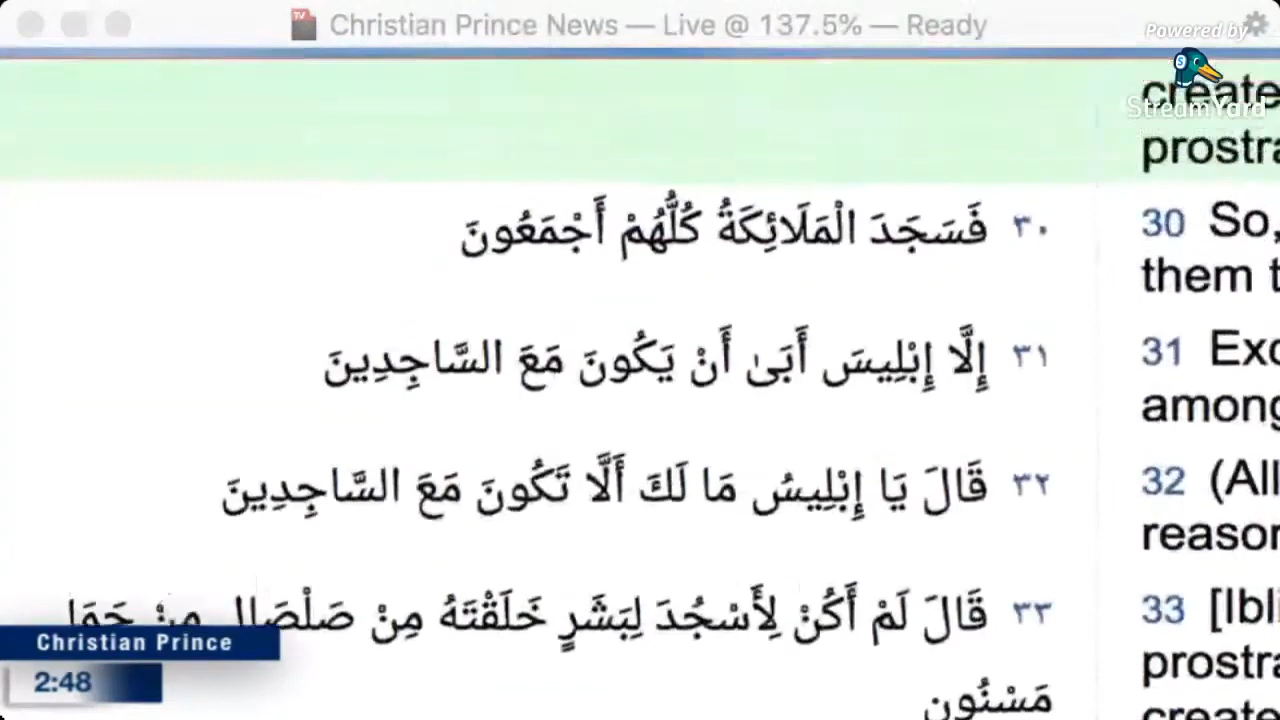 Christian Prince News — Live @ 137.5% — Ready
Powered by
StreamYard
create
prostra
فَسَجَدَ الْمَلَائِكَةُ كُلُّهُمْ أَجْمَعُونَ ٣٠
30 So,
them t
إِلَّا إِبْلِيسَ أَبَىٰ أَنْ يَكُونَ مَعَ السَّاجِدِينَ ٣١
31 Exc
among
قَالَ يَا إِبْلِيسُ مَا لَكَ أَلَّا تَكُونَ مَعَ السَّاجِدِينَ ٣٢
32 (All
reason
قَالَ لَمْ أَكُنْ لِأَسْجُدَ لِبَشَرٍ خَلَقْتَهُ مِنْ صَلْصَالٍ مِنْ حَمَإٍ ٣٣
مَسْنُونٍ
33 [Ibli
prostra
create
Christian Prince
2:48